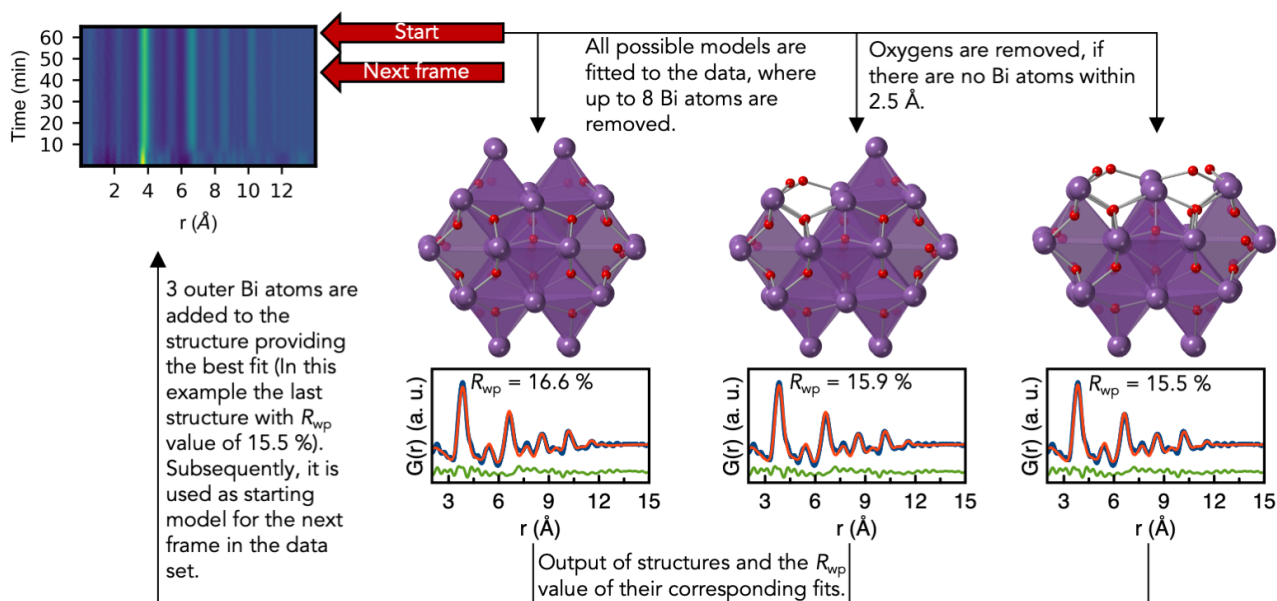 60
50
40
30
20
10
Time (min)
2 4 6 8 10 12
r (Å)
Start
Next frame
All possible models are
fitted to the data, where
up to 8 Bi atoms are
removed.
Oxygens are removed, if
there are no Bi atoms within
2.5 Å.
3 outer Bi atoms are
added to the
structure providing
the best fit (In this
example the last
structure with Rwp
value of 15.5 %).
Subsequently, it is
used as starting
model for the next
frame in the data
set.
Rwp = 16.6 %
G(r) (a. u.)
3 6 9 12 15
r (Å)
Rwp = 15.9 %
G(r) (a. u.)
3 6 9 12 15
r (Å)
Rwp = 15.5 %
G(r) (a. u.)
3 6 9 12 15
r (Å)
Output of structures and the Rwp
value of their corresponding fits.